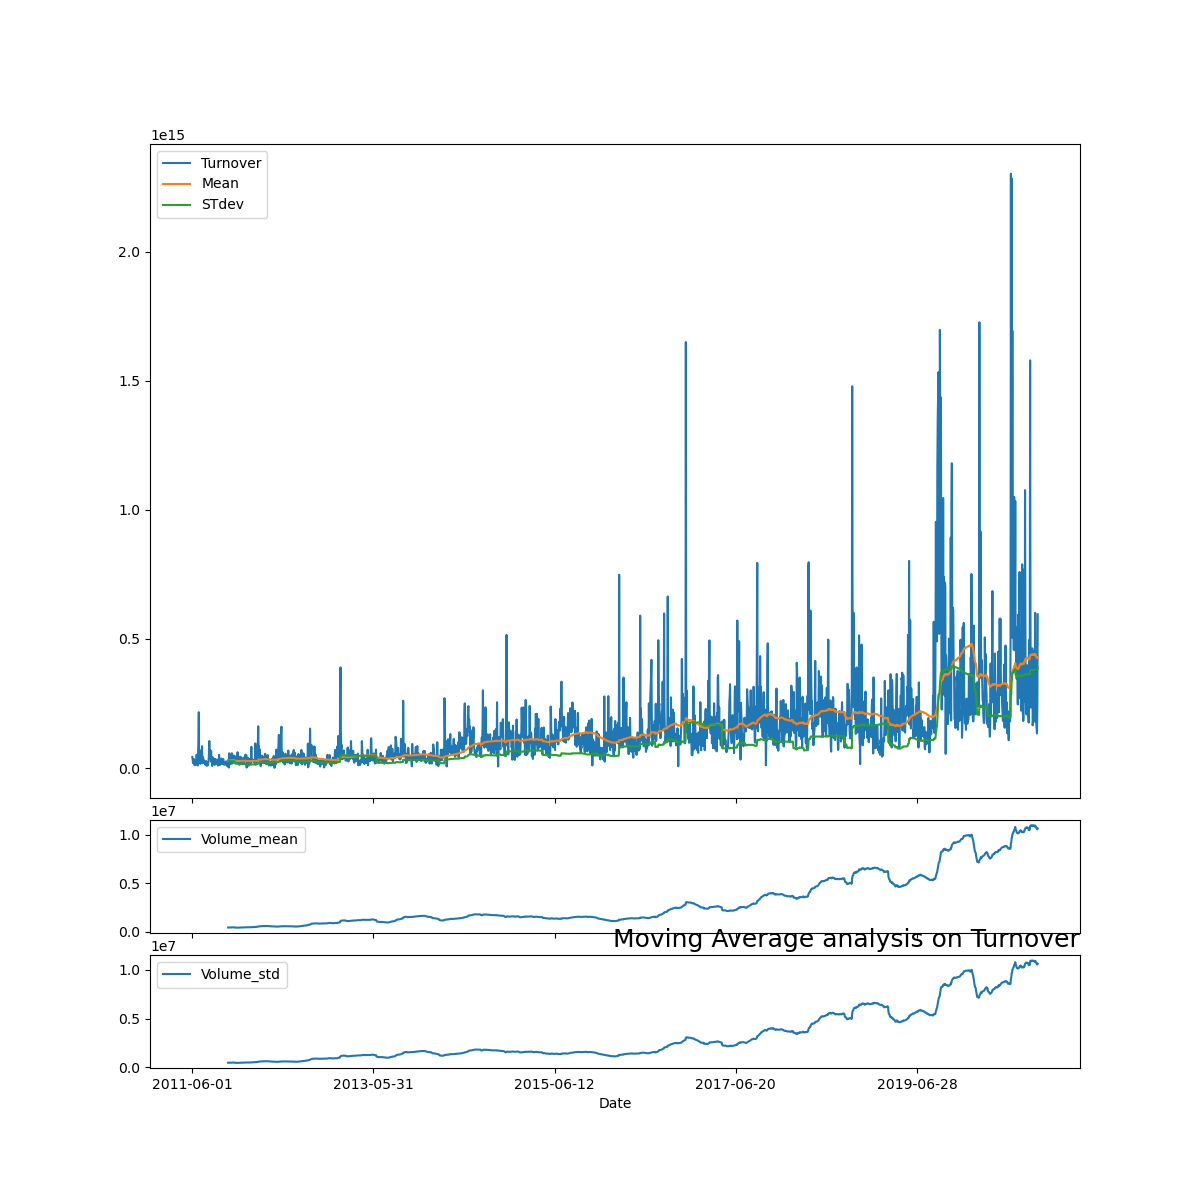 1e15
Turnover
Mean
STdev
2.0
1.5
1.0
0.5
0.0
1e7
Volume_mean
1.0
0.5
0.0
Moving Average analysis on Turnover
1e7
Volume_std
1.0
0.5
0.0
2011-06-01 2013-05-31 2015-06-12 2017-06-20 2019-06-28
Date